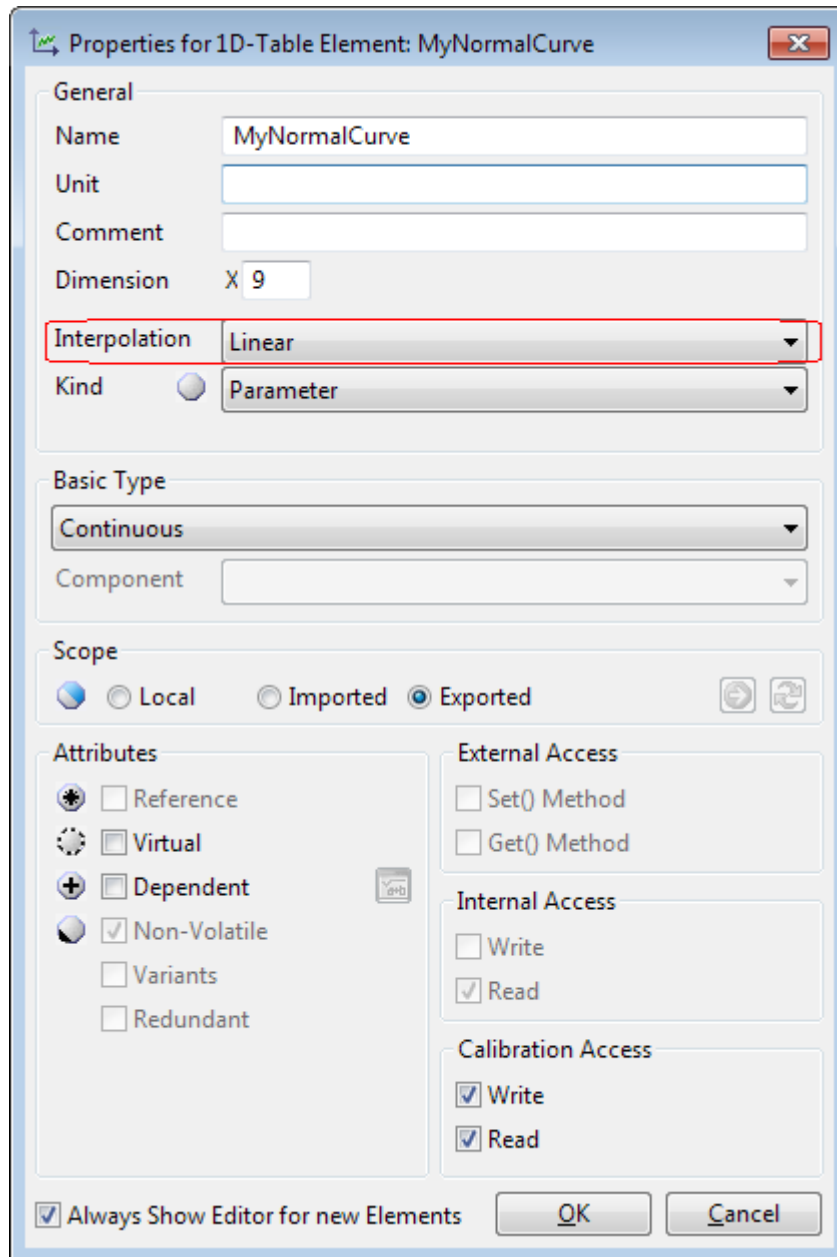 Properties for 1D-Table Element: MyNormalCurve
General
Name MyNormalCurve
Unit
Comment
Dimension X 9
Interpolation Linear
Kind Parameter
Basic Type
Continuous
Component
Scope
Local Imported Exported
Attributes
Reference
Virtual
Dependent
Non-Volatile
Variants
Redundant
External Access
Set() Method
Get() Method
Internal Access
Write
Read
Calibration Access
Write
Read
Always Show Editor for new Elements OK Cancel